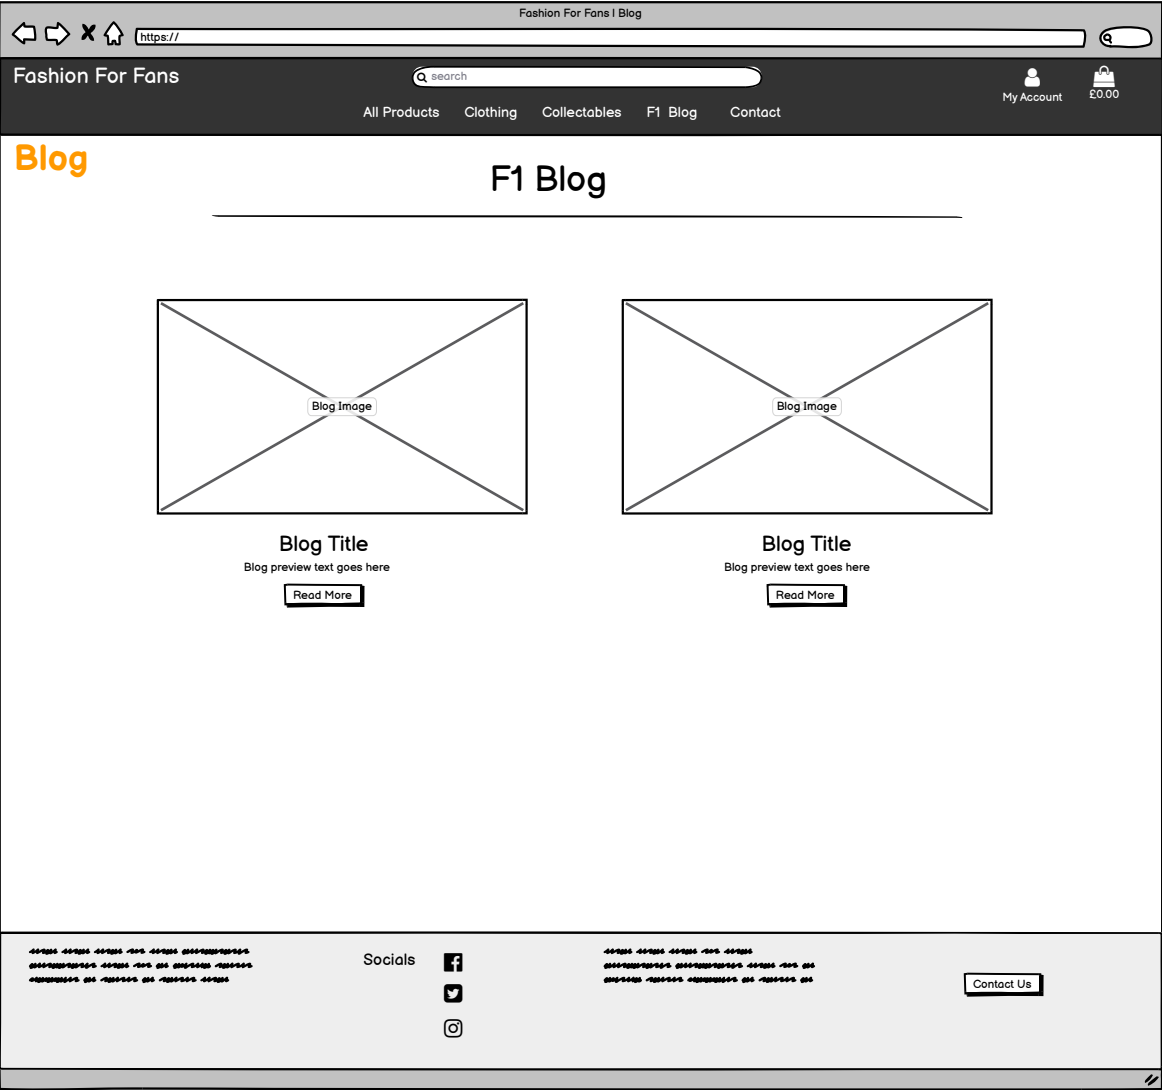 Fashion For Fans | Blog
https://
Fashion For Fans
search
My Account
£0.00
All Products Clothing Collectables F1 Blog Contact
Blog
F1 Blog
Blog Image
Blog Image
Blog Title
Blog preview text goes here
Read More
Blog Title
Blog preview text goes here
Read More
Socials
Contact Us